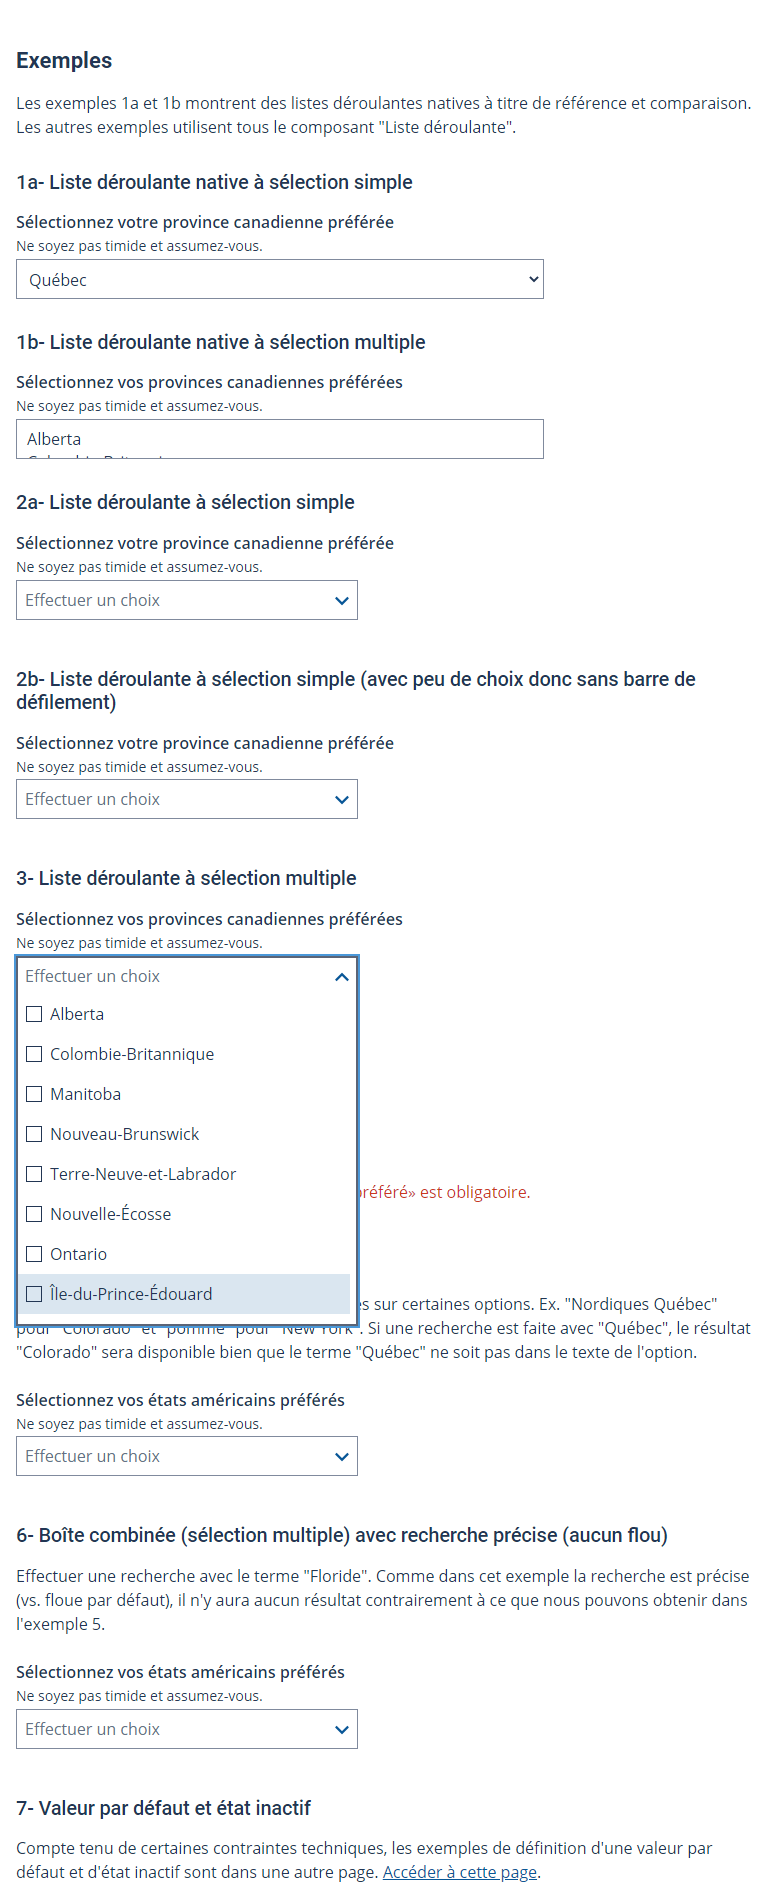 Exemples
Les exemples 1a et 1b montrent des listes déroulantes natives à titre de référence et comparaison.
Les autres exemples utilisent tous le composant "Liste déroulante".
1a- Liste déroulante native à sélection simple
Sélectionnez votre province canadienne préférée
Ne soyez pas timide et assumez-vous.
Québec
1b- Liste déroulante native à sélection multiple
Sélectionnez vos provinces canadiennes préférées
Ne soyez pas timide et assumez-vous.
Alberta
2a- Liste déroulante à sélection simple
Sélectionnez votre province canadienne préférée
Ne soyez pas timide et assumez-vous.
Effectuer un choix
2b- Liste déroulante à sélection simple (avec peu de choix donc sans barre de
défilement)
Sélectionnez votre province canadienne préférée
Ne soyez pas timide et assumez-vous.
Effectuer un choix
3- Liste déroulante à sélection multiple
Sélectionnez vos provinces canadiennes préférées
Ne soyez pas timide et assumez-vous.
Effectuer un choix
Alberta
Colombie-Britannique
Manitoba
Nouveau-Brunswick
Terre-Neuve-et-Labrador
préféré» est obligatoire.
Nouvelle-Écosse
Ontario
Île-du-Prince-Édouard
sur certaines options. Ex. "Nordiques Québec"
pour "Colorado" et "pomme" pour "New York". Si une recherche est faite avec "Québec", le résultat
"Colorado" sera disponible bien que le terme "Québec" ne soit pas dans le texte de l'option.
Sélectionnez vos états américains préférés
Ne soyez pas timide et assumez-vous.
Effectuer un choix
6- Boîte combinée (sélection multiple) avec recherche précise (aucun flou)
Effectuer une recherche avec le terme "Floride". Comme dans cet exemple la recherche est précise
(vs. floue par défaut), il n'y aura aucun résultat contrairement à ce que nous pouvons obtenir dans
l'exemple 5.
Sélectionnez vos états américains préférés
Ne soyez pas timide et assumez-vous.
Effectuer un choix
7- Valeur par défaut et état inactif
Compte tenu de certaines contraintes techniques, les exemples de définition d'une valeur par
défaut et d'état inactif sont dans une autre page. Accéder à cette page.